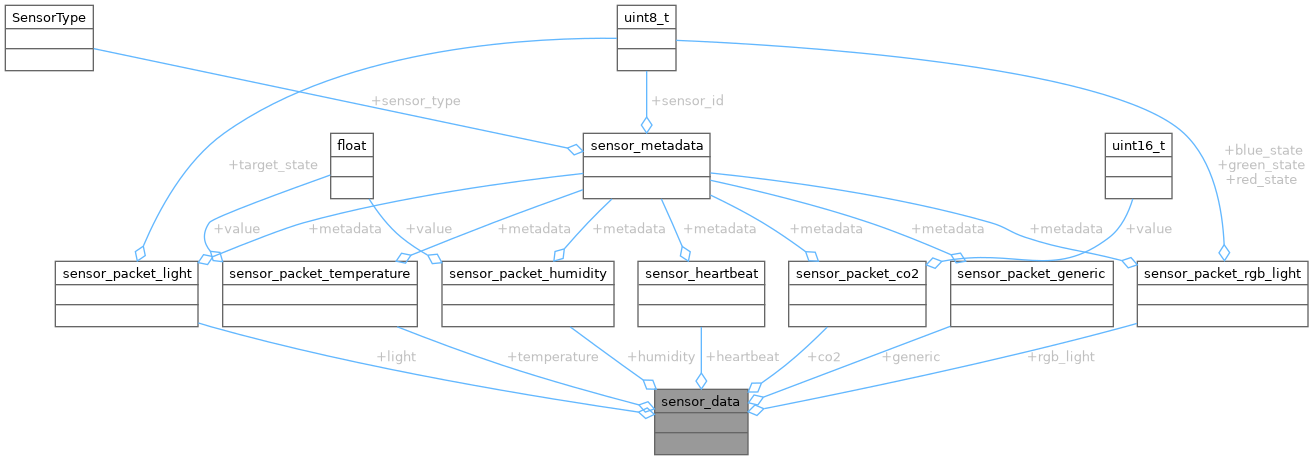 SensorType
uint8_t
+sensor_type
+sensor_id
float
sensor_metadata
uint16_t
+target_state
+blue_state
+green_state
+red_state
+value
+metadata
+value
+metadata
+metadata
+metadata
+metadata
+metadata
+metadata
+value
sensor_packet_light
sensor_packet_temperature
sensor_packet_humidity
sensor_heartbeat
sensor_packet_co2
sensor_packet_generic
sensor_packet_rgb_light
+light
+temperature
+humidity
+heartbeat
+co2
+generic
+rgb_light
sensor_data